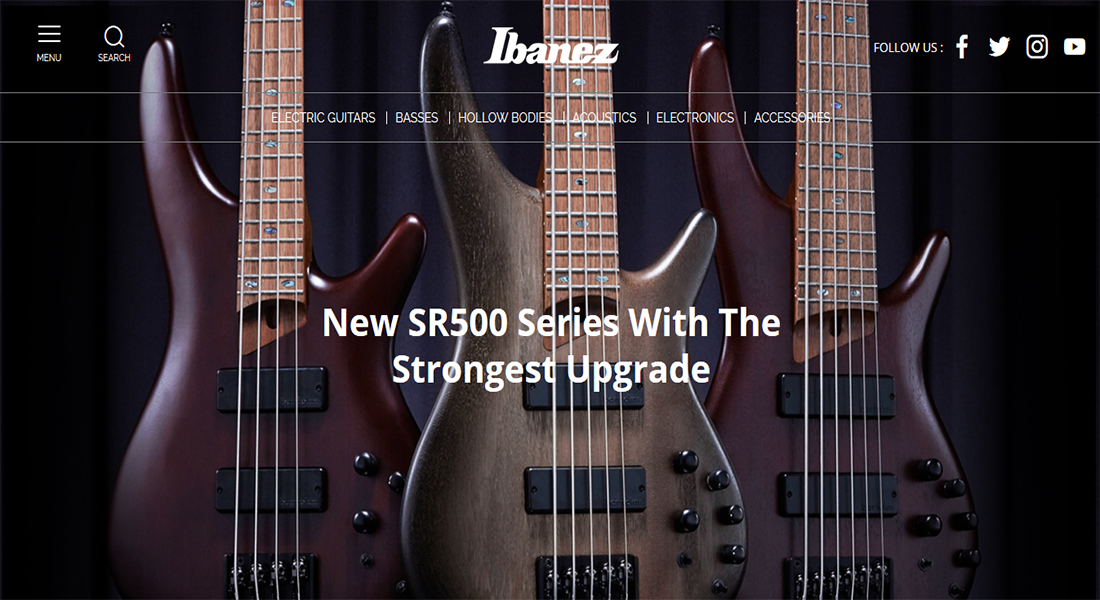 MENU
SEARCH
Ibanez
FOLLOW US :
ELECTRIC GUITARS | BASSES | HOLLOW BODIES | ACOUSTICS | ELECTRONICS | ACCESSORIES
New SR500 Series With The
Strongest Upgrade